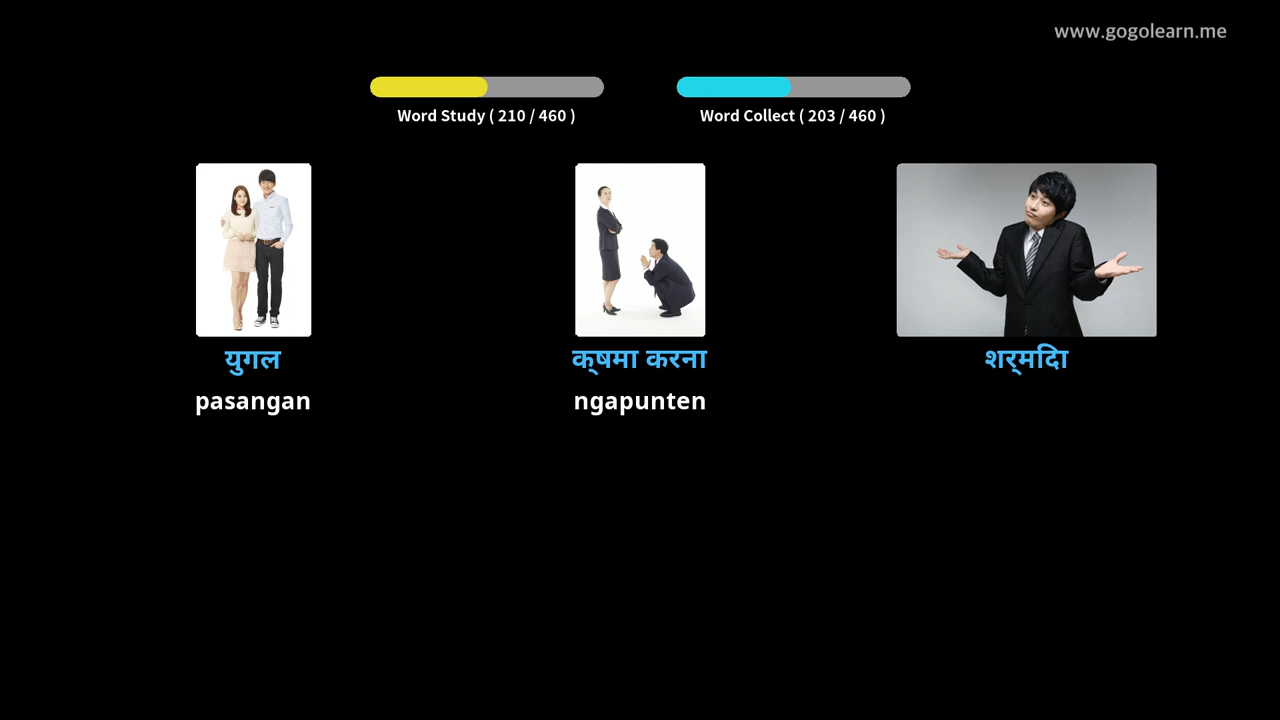 www.gogolearn.me
Word Study ( 210 / 460 )
Word Collect ( 203 / 460 )
युगल
क्षमा करना
शर्मिदा
pasangan
ngapunten